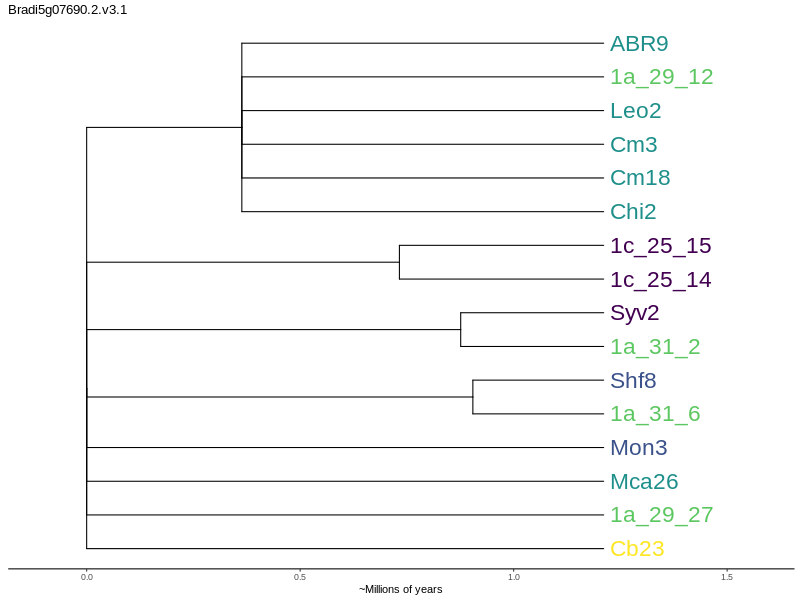 Bradi5g07690.2.v3.1
ABR9
1a_29_12
Leo2
Cm3
Cm18
Chi2
1c_25_15
1c_25_14
Syv2
1a_31_2
Shf8
1a_31_6
Mon3
Mca26
1a_29_27
Cb23
0.0 0.5 1.0 1.5
~Millions of years